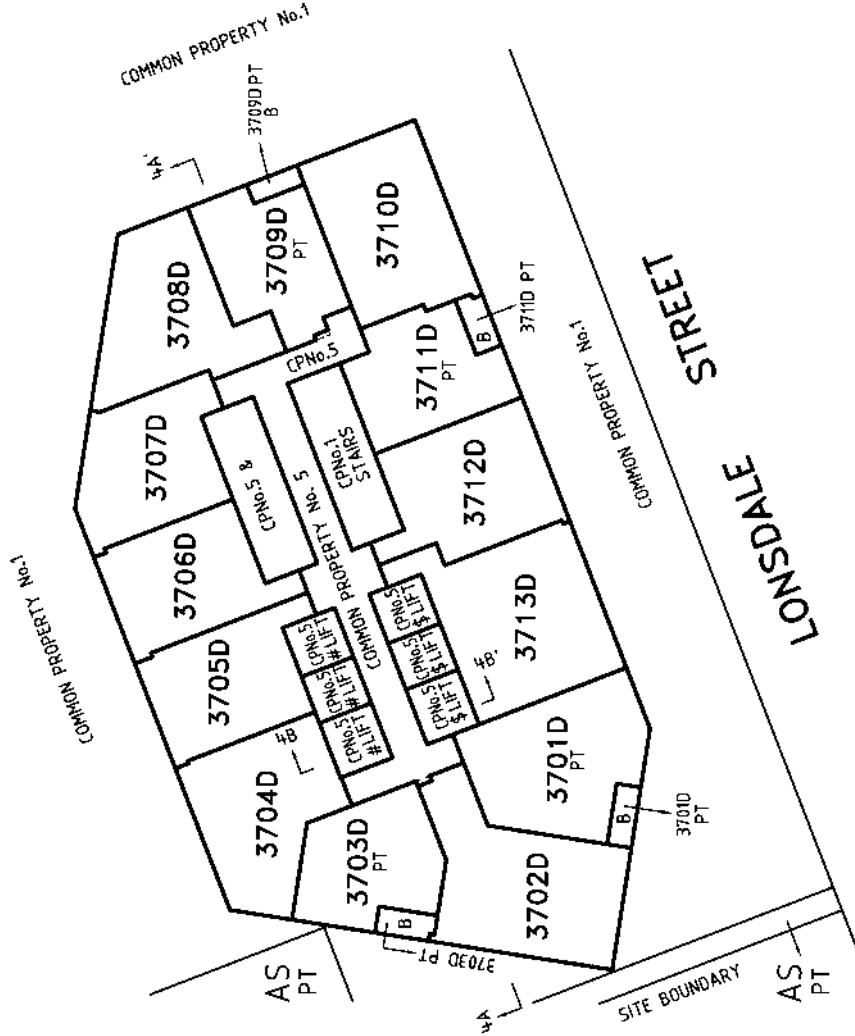 COMMON PROPERTY No.1
3709D PT
B
4A'
3708D
3709D
PT
3710D
CPNo.5
3711D PT
B
3711D
PT
3707D
CPNo.5 &
CPNo.1
STAIRS
COMMON PROPERTY No. 5
3712D
COMMON PROPERTY No.1
LONSDALE STREET
COMMON PROPERTY No.1
3706D
3705D
CPNo.5
#LIFT
CPNo.5
#LIFT
CPNo.5
#LIFT
CPNo.5
$ LIFT
CPNo.5
$ LIFT
CPNo.5
$ LIFT
4B'
3713D
4B
3704D
3703D
PT
B
3703D PT
3701D
PT
B
3701D
PT
3702D
AS
PT
4A
SITE BOUNDARY
AS
PT